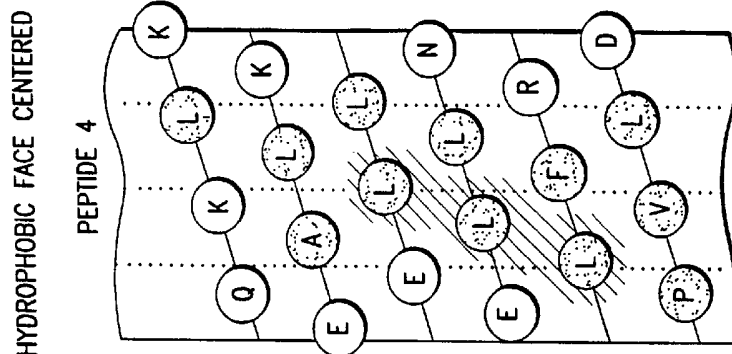 HYDROPHOBIC FACE CENTERED
PEPTIDE 4
P V L D
L F R
E L L N
E L L
E A L K
Q K L K